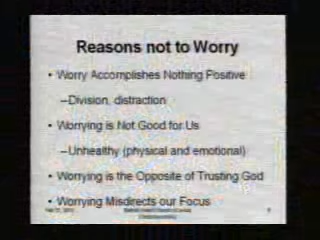 Reasons not to Worry
• Worry Accomplishes Nothing Positive
–Division, distraction
• Worrying is Not Good for Us
–Unhealthy (physical and emotional)
• Worrying is the Opposite of Trusting God
• Worrying Misdirects our Focus